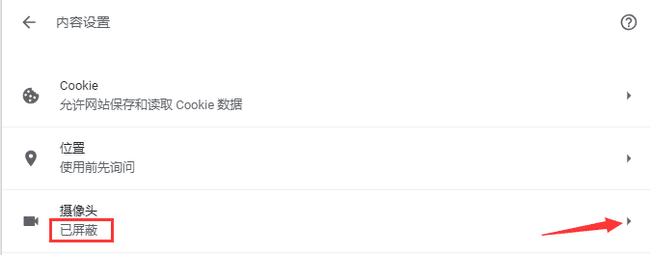 内容设置
Cookie
允许网站保存和读取 Cookie 数据
位置
使用前先询问
摄像头
已屏蔽